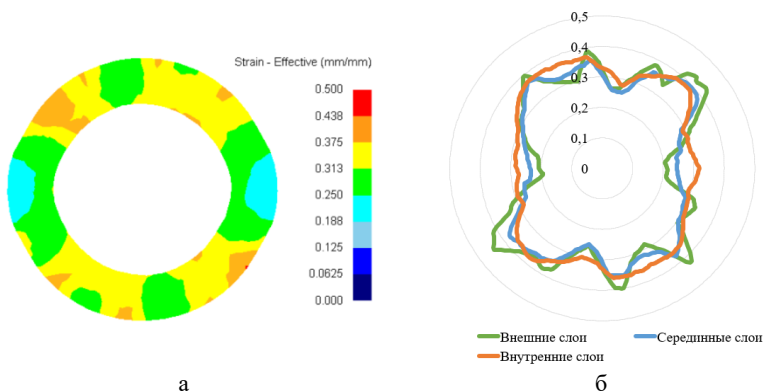 Strain - Effective (mm/mm)
0.500
0.438
0.375
0.313
0.250
0.188
0.125
0.0625
0.000
0,5
0,4
0,3
0,2
0,1
0
Внешние слои
Серединные слои
Внутренние слои
а
б